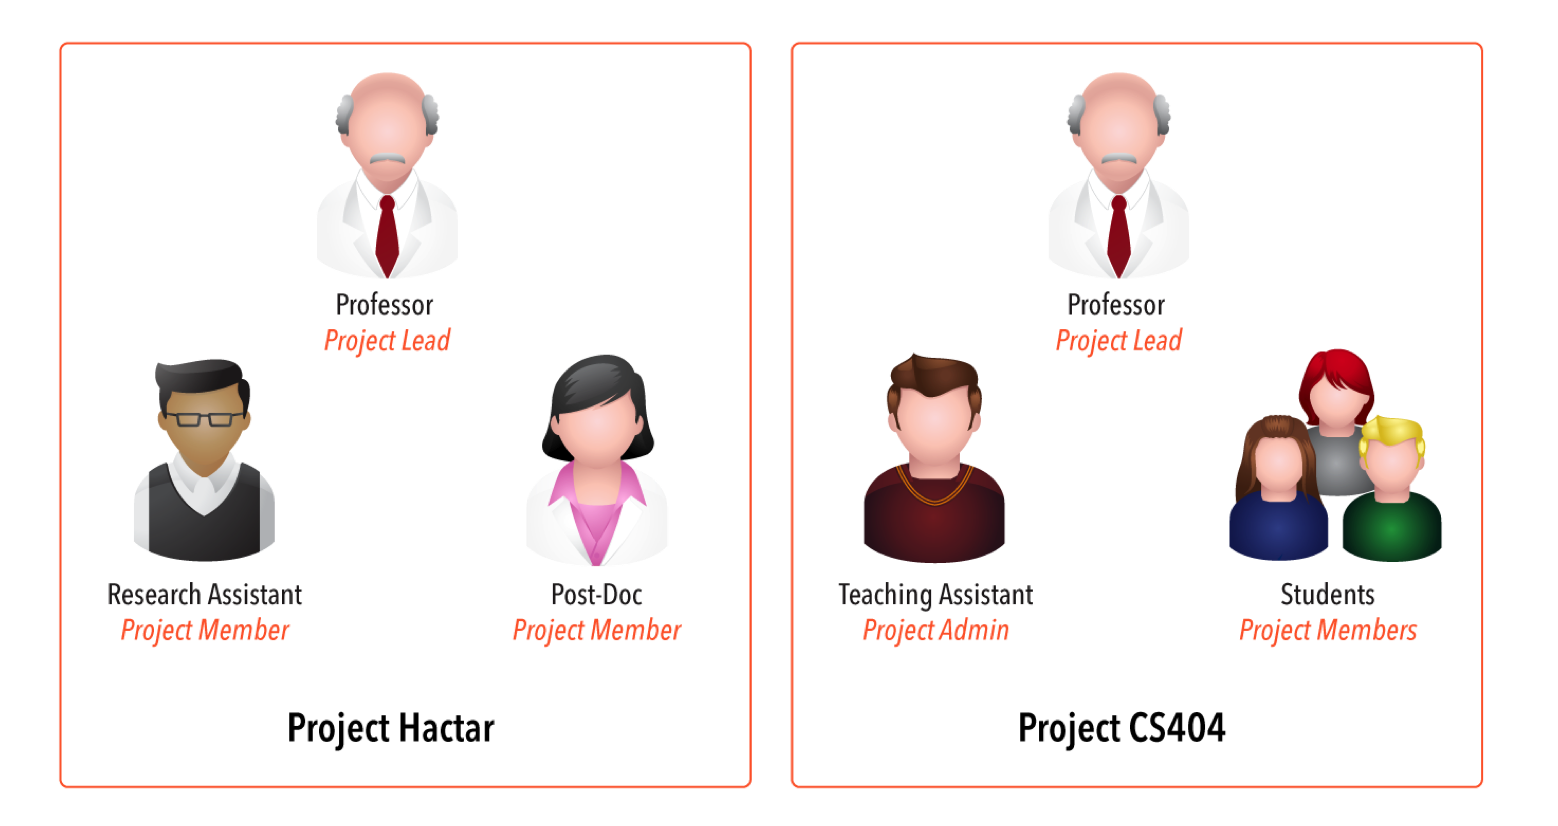 Professor
Project Lead
Research Assistant
Project Member
Post-Doc
Project Member
Project Hactar
Professor
Project Lead
Teaching Assistant
Project Admin
Students
Project Members
Project CS404